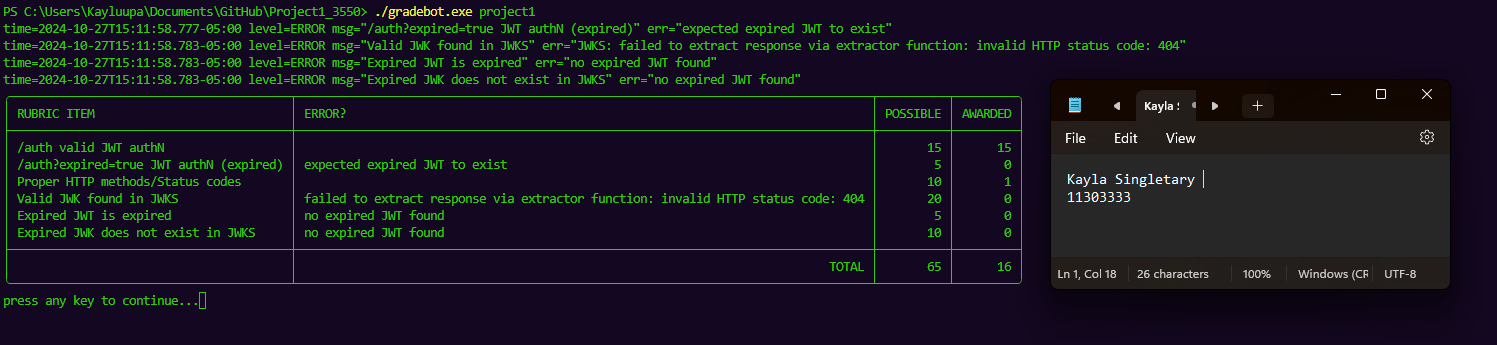 PS C:\Users\Kayluupa\Documents\GitHub\Project1_3550> ./gradebot.exe project1
time=2024-10-27T15:11:58.777-05:00 level=ERROR msg="/auth?expired=true JWT authN (expired)" err="expected expired JWT to exist"
time=2024-10-27T15:11:58.783-05:00 level=ERROR msg="Valid JWK found in JWKS" err="JWKS: failed to extract response via extractor function: invalid HTTP status code: 404"
time=2024-10-27T15:11:58.783-05:00 level=ERROR msg="Expired JWT is expired" err="no expired JWT found"
time=2024-10-27T15:11:58.783-05:00 level=ERROR msg="Expired JWK does not exist in JWKS" err="no expired JWT found"
RUBRIC ITEM ERROR? POSSIBLE AWARDED
/auth valid JWT authN 15 15
/auth?expired=true JWT authN (expired) expected expired JWT to exist 5 0
Proper HTTP methods/Status codes 10 1
Valid JWK found in JWKS failed to extract response via extractor function: invalid HTTP status code: 404 20 0
Expired JWT is expired no expired JWT found 5 0
Expired JWK does not exist in JWKS no expired JWT found 10 0
TOTAL 65 16
press any key to continue...
Kayla S
File Edit View
Kayla Singletary
11303333
Ln 1, Col 18 26 characters 100% Windows (CR UTF-8